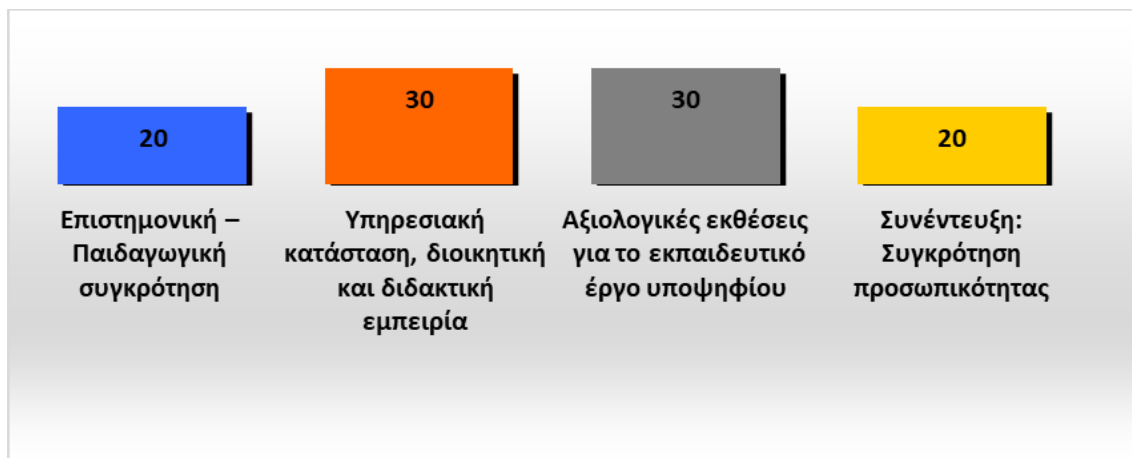 20
30
30
20
Επιστημονική –
Παιδαγωγική
συγκρότηση
Υπηρεσιακή
κατάσταση, διοικητική
και διδακτική
εμπειρία
Αξιολογικές εκθέσεις
για το εκπαιδευτικό
έργο υποψηφίου
Συνέντευξη:
Συγκρότηση
προσωπικότητας